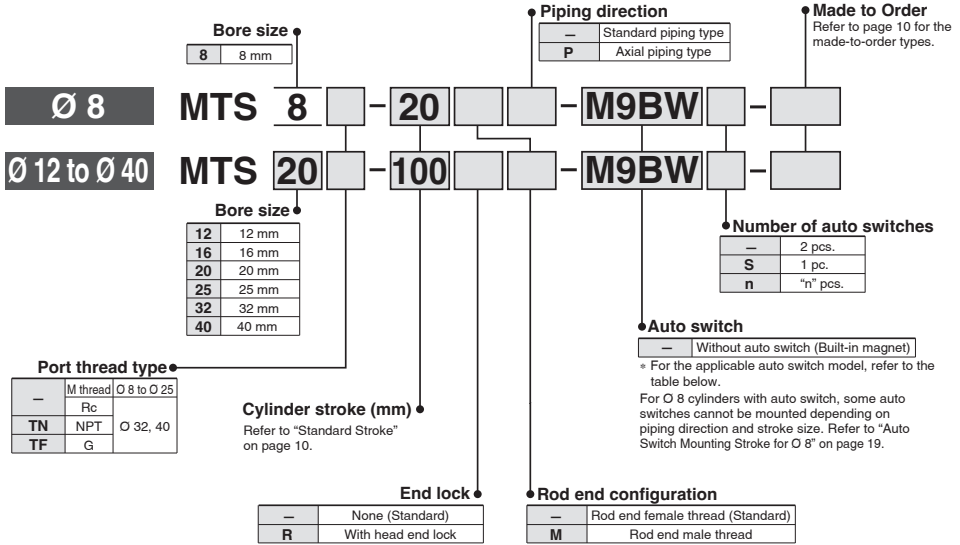 Piping direction
– Standard piping type
P Axial piping type
Made to Order
Refer to page 10 for the
made-to-order types.
Bore size
8 8 mm
Ø 8 MTS 8 – 20 – M9BW –
Ø 12 to Ø 40 MTS 20 – 100 – M9BW –
Bore size
12 12 mm
16 16 mm
20 20 mm
25 25 mm
32 32 mm
40 40 mm
Number of auto switches
– 2 pcs.
S 1 pc.
n “n” pcs.
Auto switch
– Without auto switch (Built-in magnet)
∗ For the applicable auto switch model, refer to the
table below.
For Ø 8 cylinders with auto switch, some auto
switches cannot be mounted depending on
piping direction and stroke size. Refer to “Auto
Switch Mounting Stroke for Ø 8” on page 19.
Port thread type
– M thread Ø 8 to Ø 25
Rc
TN NPT Ø 32, 40
TF G
Cylinder stroke (mm)
Refer to “Standard Stroke”
on page 10.
End lock
– None (Standard)
R With head end lock
Rod end configuration
– Rod end female thread (Standard)
M Rod end male thread